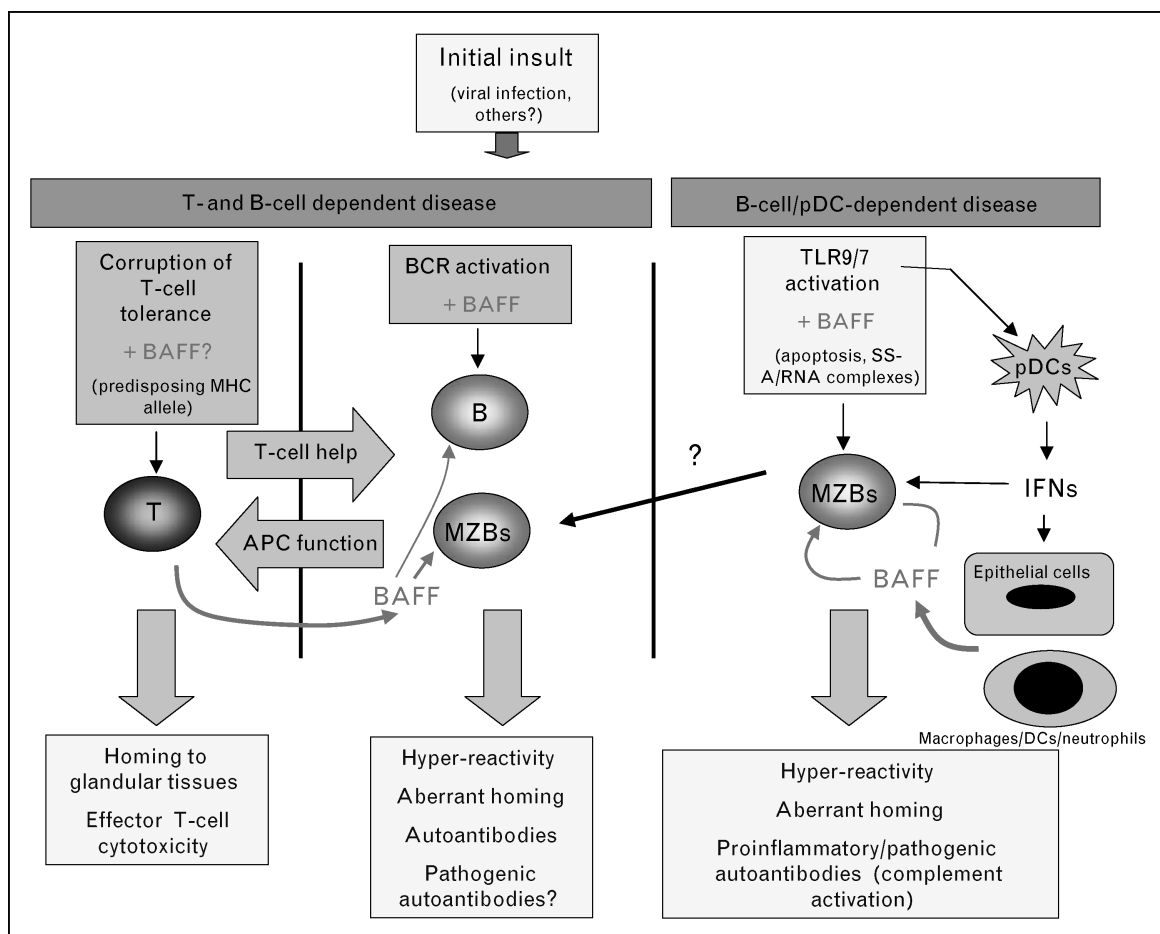 Initial insult
(viral infection,
others?)
T- and B-cell dependent disease
B-cell/pDC-dependent disease
Corruption of
T-cell
tolerance
+ BAFF?
(predisposing MHC
allele)
BCR activation
+ BAFF
TLR9/7
activation
+ BAFF
(apoptosis, SS-
A/RNA complexes)
pDCs
B
T-cell help
?
T
MZBs
IFNs
APC function
MZBs
BAFF
BAFF
Epithelial cells
Macrophages/DCs/neutrophils
Homing to
glandular tissues
Effector T-cell
cytotoxicity
Hyper-reactivity
Aberrant homing
Autoantibodies
Pathogenic
autoantibodies?
Hyper-reactivity
Aberrant homing
Proinflammatory/pathogenic
autoantibodies (complement
activation)